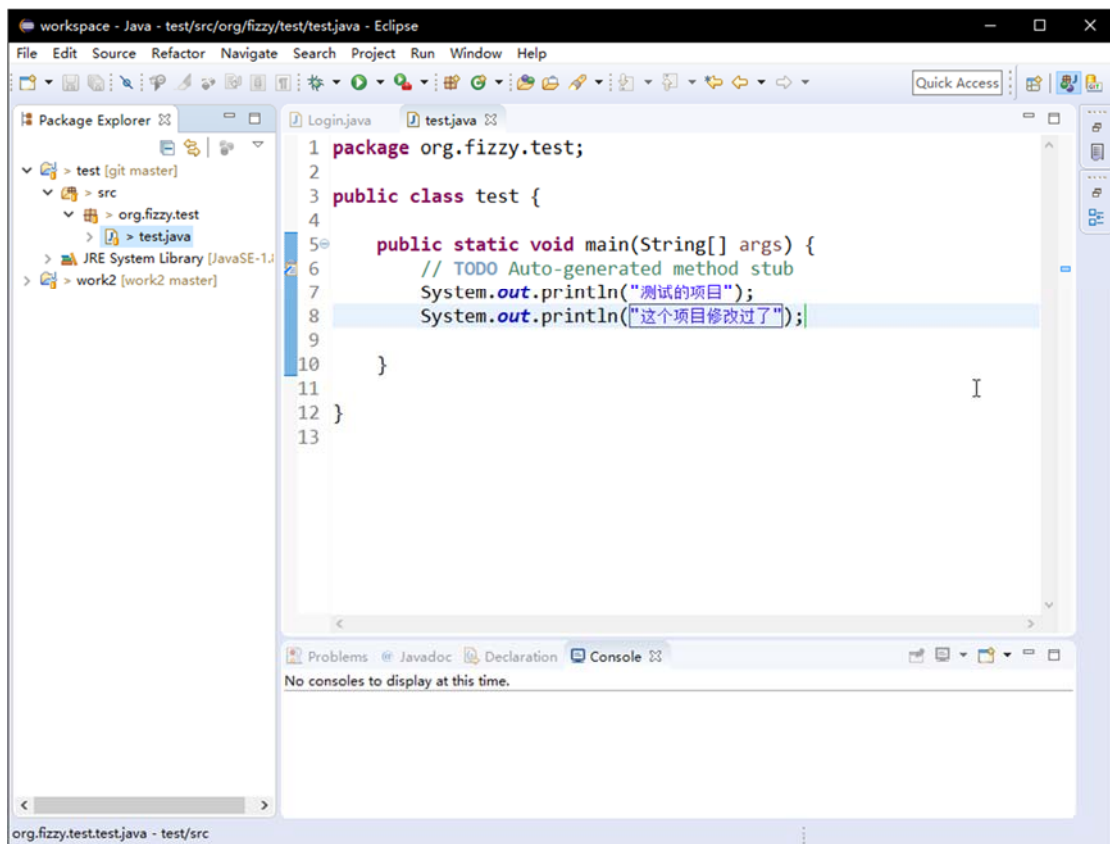 workspace - Java - test/src/org/fizzy/test/test.java - Eclipse
File Edit Source Refactor Navigate Search Project Run Window Help
Quick Access
Package Explorer
> test [git master]
> src
> org.fizzy.test
> test.java
JRE System Library [JavaSE-1.
> work2 [work2 master]
Login.java
test.java
1 package org.fizzy.test;
2
3 public class test {
4
5 public static void main(String[] args) {
6 // TODO Auto-generated method stub
7 System.out.println("测试的项目");
8 System.out.println("这个项目修改过了");
9
10 }
11
12 }
13
Problems @ Javadoc Declaration Console
No consoles to display at this time.
org.fizzy.test.test.java - test/src